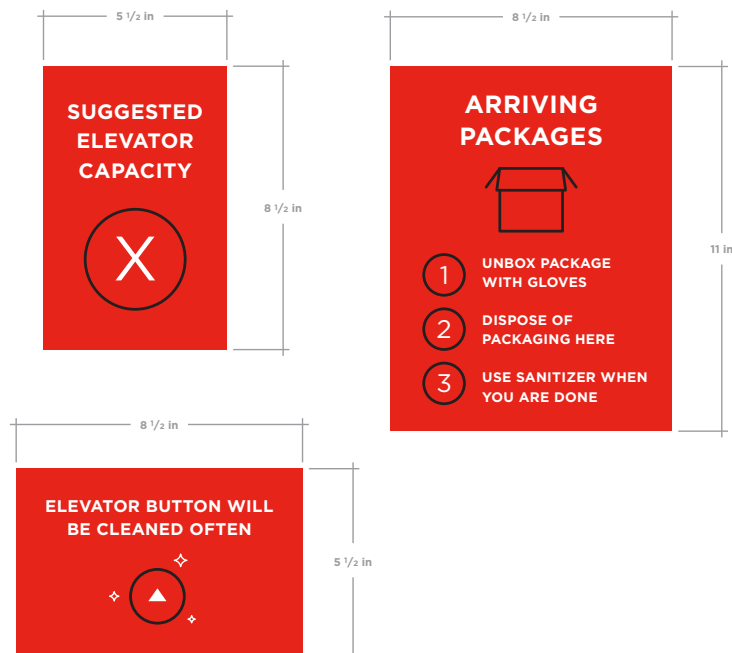 5 1/2 in
SUGGESTED
ELEVATOR
CAPACITY
X
8 1/2 in
8 1/2 in
ARRIVING
PACKAGES
1 UNBOX PACKAGE
WITH GLOVES
2 DISPOSE OF
PACKAGING HERE
3 USE SANITIZER WHEN
YOU ARE DONE
11 in
8 1/2 in
ELEVATOR BUTTON WILL
BE CLEANED OFTEN
5 1/2 in